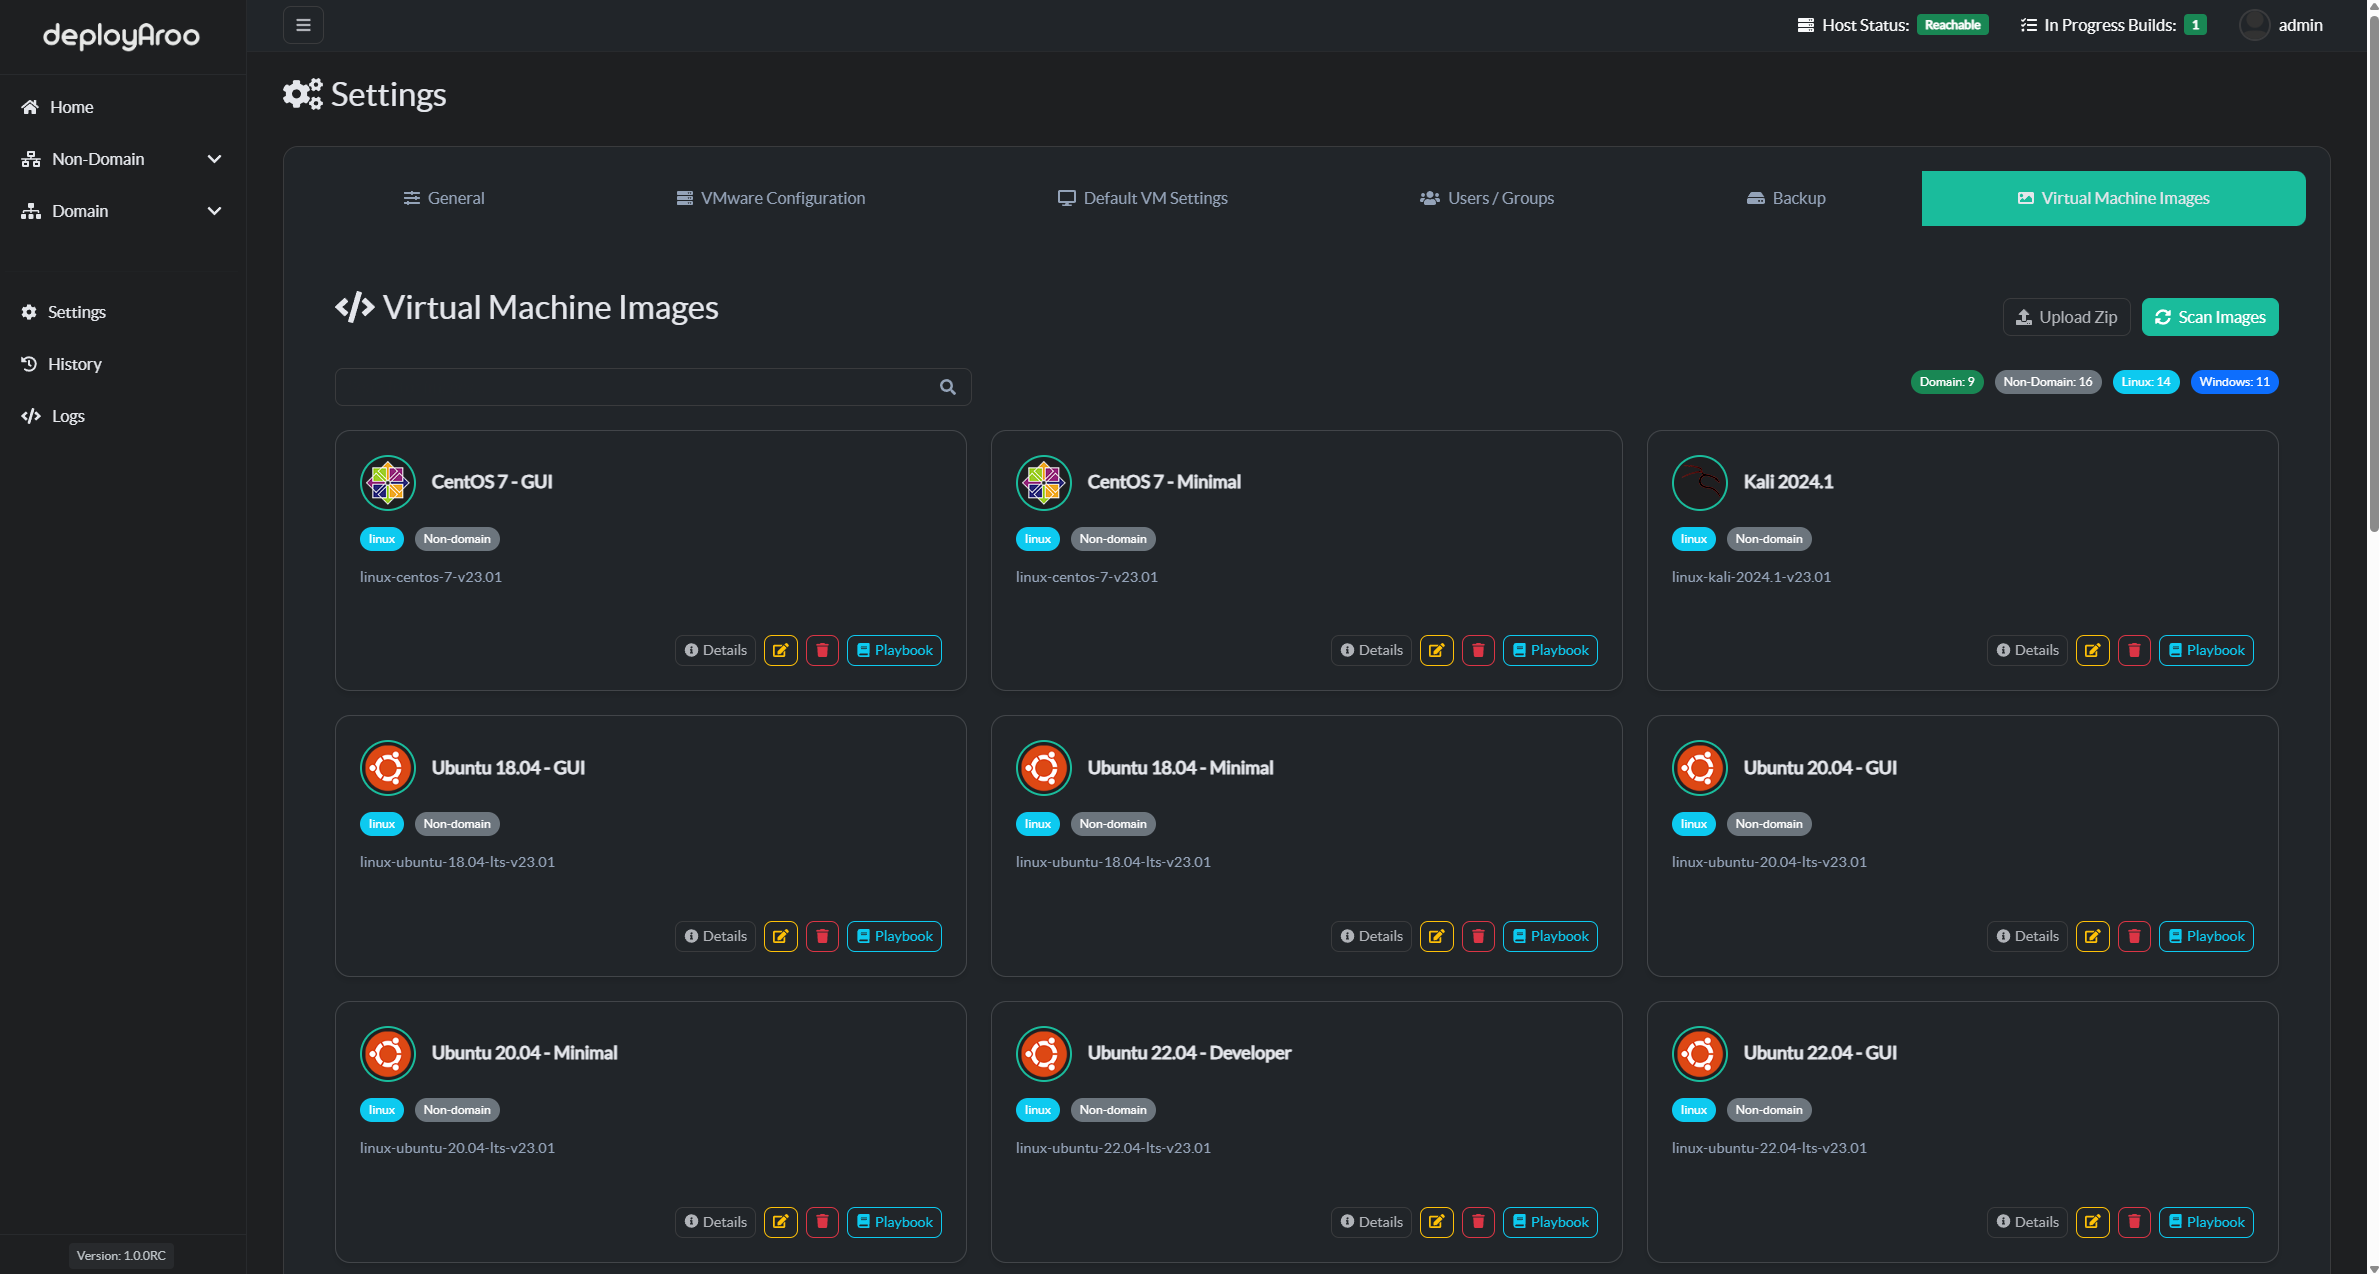 deployAroo
Host Status: Reachable
In Progress Builds: 1
admin
Home
Non-Domain
Domain
Settings
History
Logs
Version: 1.0.0RC
Settings
General
VMware Configuration
Default VM Settings
Users / Groups
Backup
Virtual Machine Images
</> Virtual Machine Images
Upload Zip
Scan Images
Domain: 9
Non-Domain: 16
Linux: 14
Windows: 11
CentOS 7 - GUI
linux Non-domain
linux-centos-7-v23.01
Details Playbook
CentOS 7 - Minimal
linux Non-domain
linux-centos-7-v23.01
Details Playbook
Kali 2024.1
linux Non-domain
linux-kali-2024.1-v23.01
Details Playbook
Ubuntu 18.04 - GUI
linux Non-domain
linux-ubuntu-18.04-lts-v23.01
Details Playbook
Ubuntu 18.04 - Minimal
linux Non-domain
linux-ubuntu-18.04-lts-v23.01
Details Playbook
Ubuntu 20.04 - GUI
linux Non-domain
linux-ubuntu-20.04-lts-v23.01
Details Playbook
Ubuntu 20.04 - Minimal
linux Non-domain
linux-ubuntu-20.04-lts-v23.01
Details Playbook
Ubuntu 22.04 - Developer
linux Non-domain
linux-ubuntu-22.04-lts-v23.01
Details Playbook
Ubuntu 22.04 - GUI
linux Non-domain
linux-ubuntu-22.04-lts-v23.01
Details Playbook